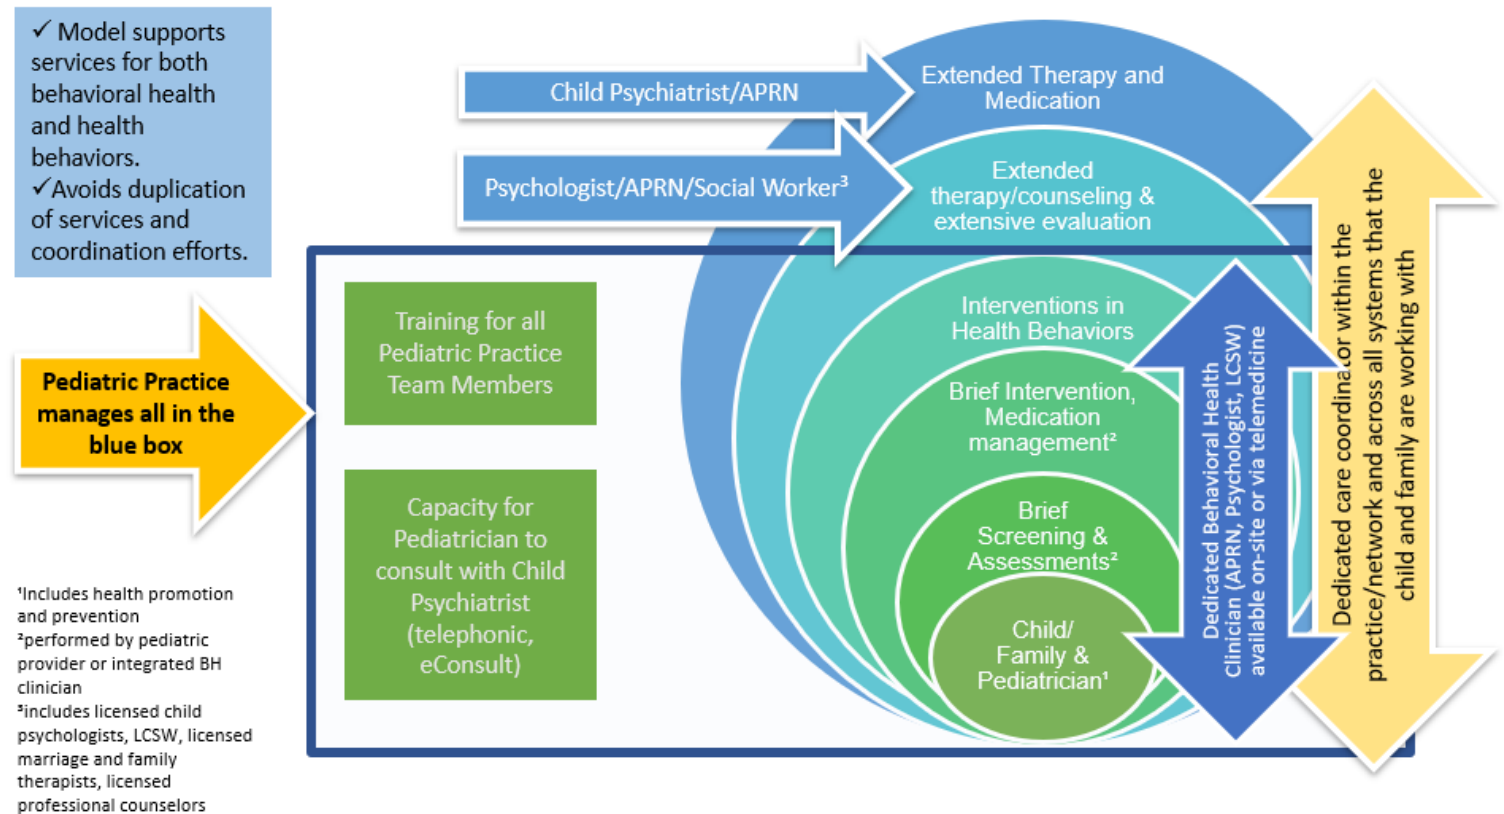 ✓ Model supports
services for both
behavioral health
and health
behaviors.
✓Avoids duplication
of services and
coordination efforts.
Child Psychiatrist/APRN
Psychologist/APRN/Social Worker³
Extended Therapy and
Medication
Extended
therapy/counseling &
extensive evaluation
Interventions in
Health Behaviors
Brief Intervention,
Medication
management²
Brief
Screening &
Assessments²
Child/
Family &
Pediatrician¹
Dedicated Behavioral Health
Clinician (APRN, Psychologist, LCSW)
available on-site or via telemedicine
Dedicated care coordinator within the
practice/network and across all systems that the
child and family are working with
Pediatric Practice
manages all in the
blue box
Training for all
Pediatric Practice
Team Members
Capacity for
Pediatrician to
consult with Child
Psychiatrist
(telephonic,
eConsult)
¹Includes health promotion
and prevention
²performed by pediatric
provider or integrated BH
clinician
³includes licensed child
psychologists, LCSW, licensed
marriage and family
therapists, licensed
professional counselors